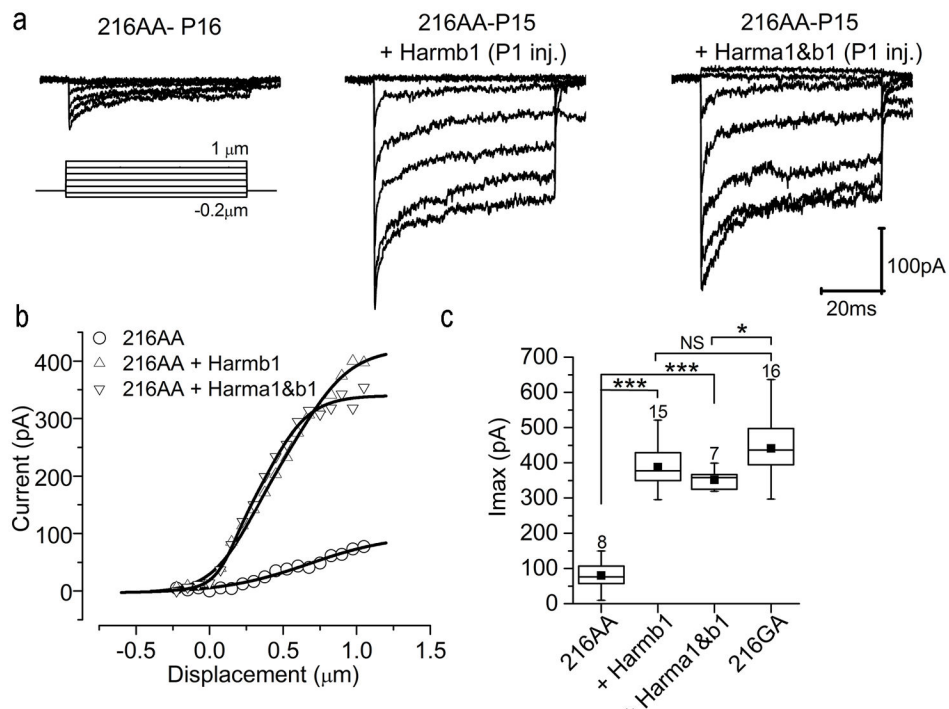 a
216AA- P16
216AA-P15
+ Harmb1 (P1 inj.)
216AA-P15
+ Harma1&b1 (P1 inj.)
1 μm
-0.2μm
100pA
20ms
b
216AA
216AA + Harmb1
216AA + Harma1&b1
400
300
200
100
0
Current (pA)
-0.5
0.0
0.5
1.0
1.5
Displacement (μm)
c
*
NS
***
***
700
600
500
400
300
200
100
0
Imax (pA)
8
15
7
16
216AA
+ Harmb1
Harma1&b1
216GA